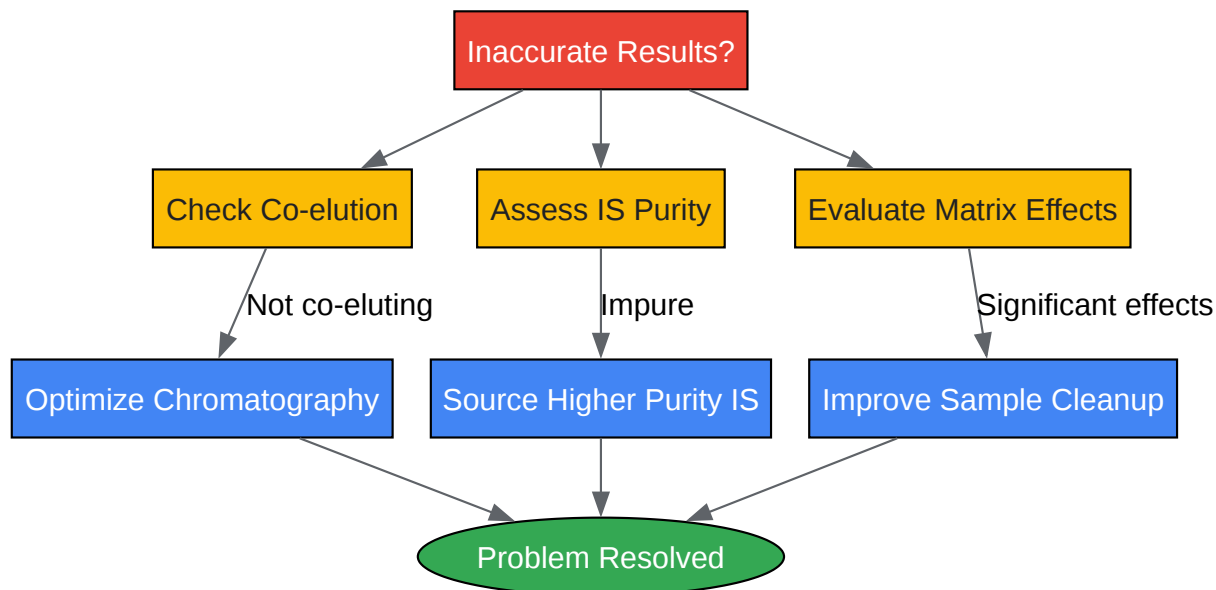 Inaccurate Results?
Check Co-elution
Assess IS Purity
Evaluate Matrix Effects
Not co-eluting
Impure
Significant effects
Optimize Chromatography
Source Higher Purity IS
Improve Sample Cleanup
Problem Resolved